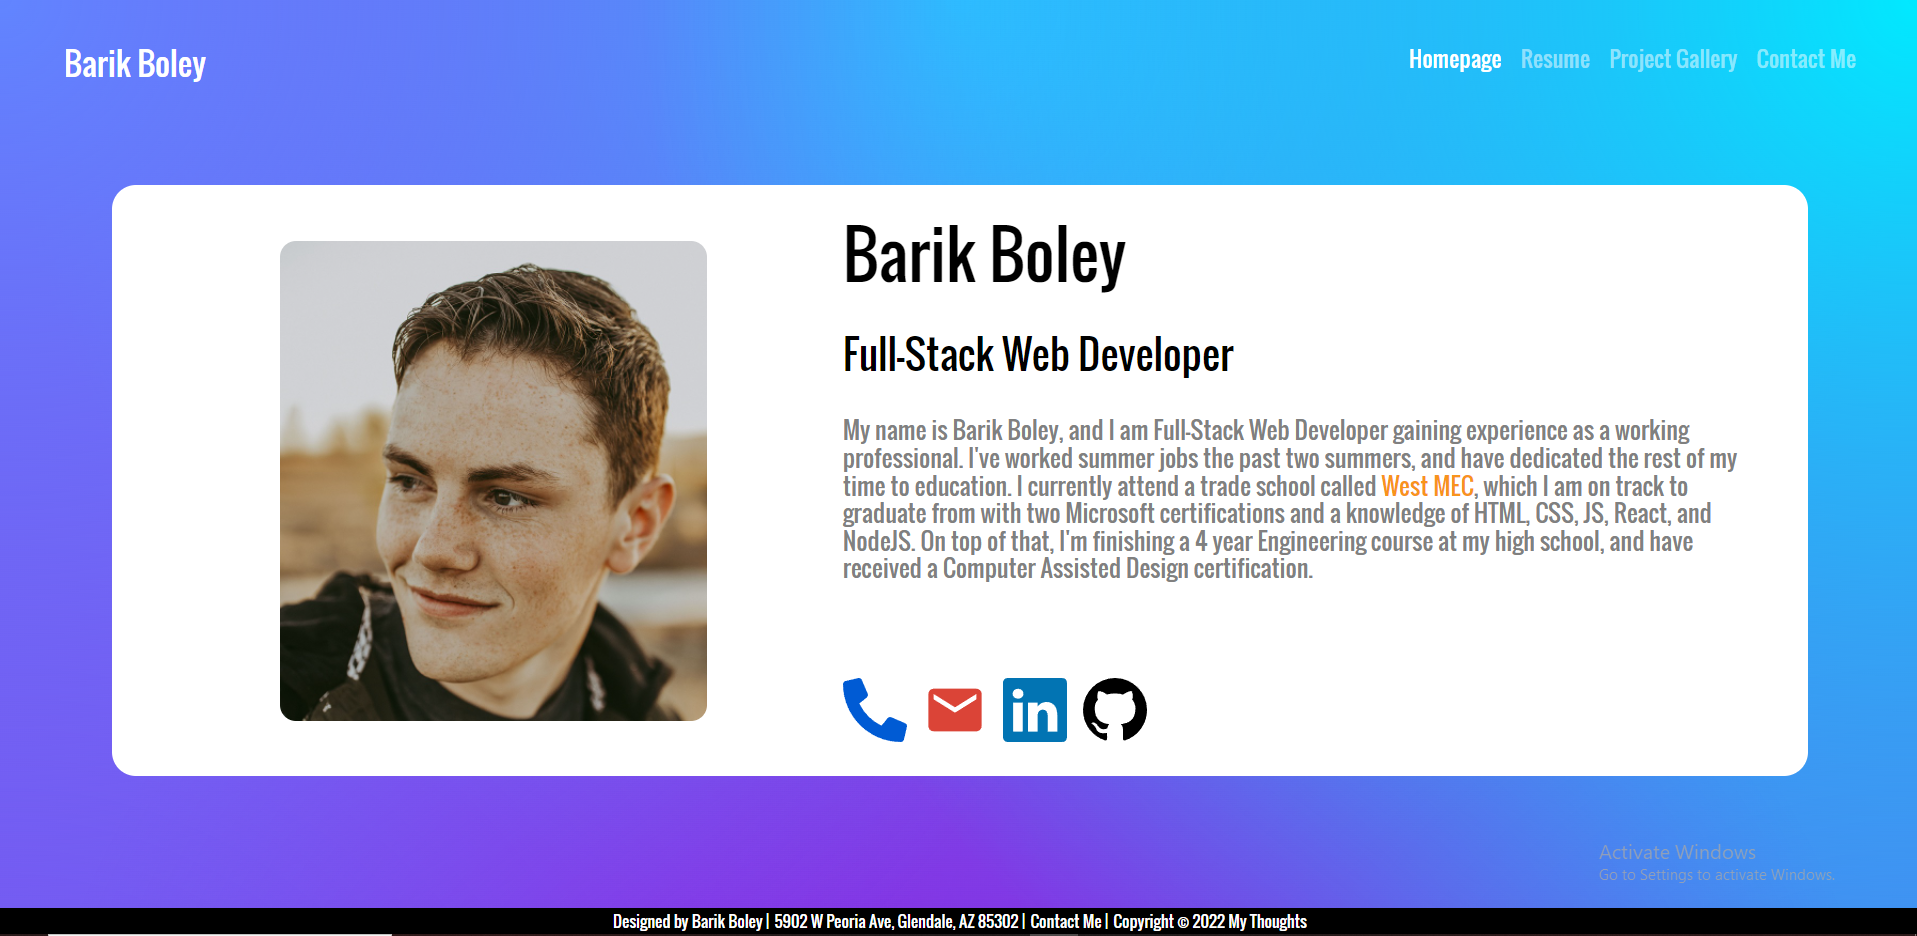 Barik Boley
Homepage Resume Project Gallery Contact Me
Barik Boley
Full-Stack Web Developer
My name is Barik Boley, and I am Full-Stack Web Developer gaining experience as a working
professional. I've worked summer jobs the past two summers, and have dedicated the rest of my
time to education. I currently attend a trade school called West MEC, which I am on track to
graduate from with two Microsoft certifications and a knowledge of HTML, CSS, JS, React, and
NodeJS. On top of that, I'm finishing a 4 year Engineering course at my high school, and have
received a Computer Assisted Design certification.
in
Activate Windows
Go to Settings to activate Windows.
Designed by Barik Boley | 5902 W Peoria Ave, Glendale, AZ 85302 | Contact Me | Copyright © 2022 My Thoughts